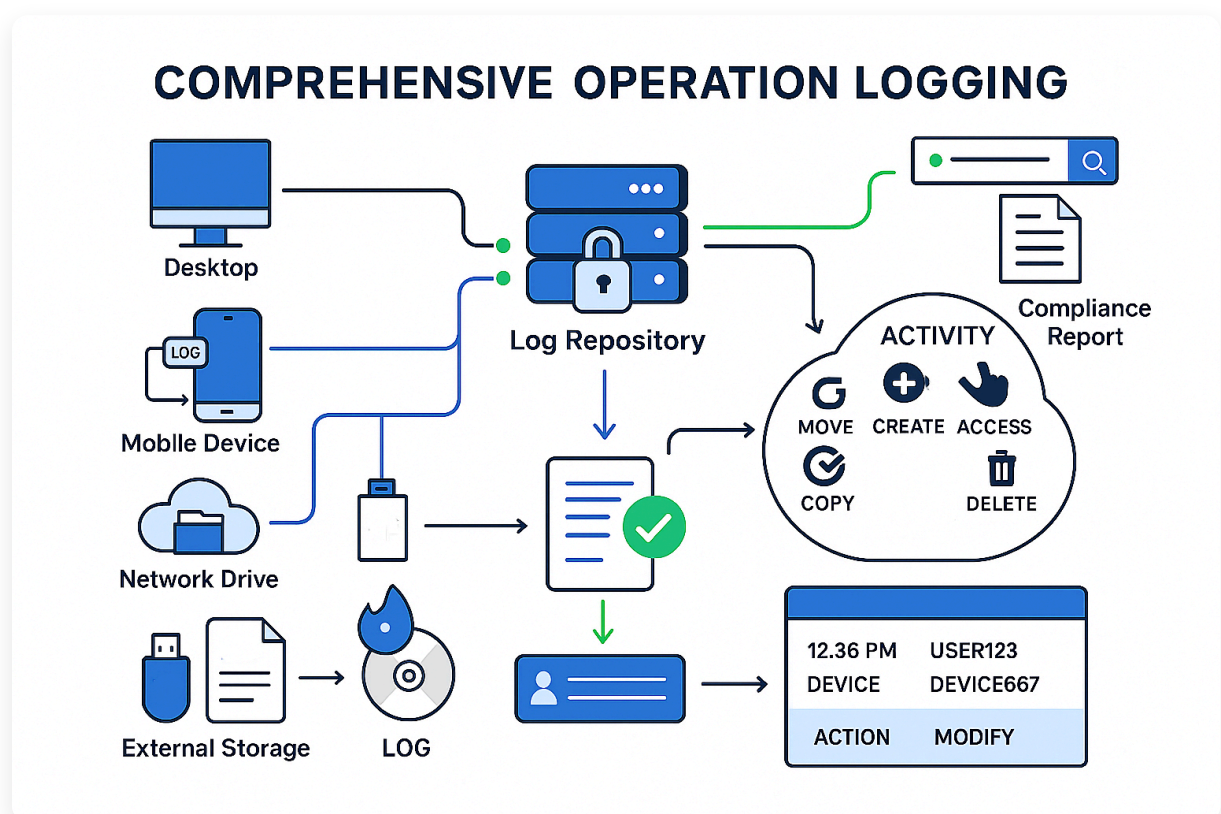 COMPREHENSIVE OPERATION LOGGING
Desktop
LOG
Mobile Device
Network Drive
External Storage
LOG
Log Repository
Compliance
Report
ACTIVITY
MOVE CREATE ACCESS
COPY DELETE
12.36 PM USER123
DEVICE DEVICE667
ACTION MODIFY